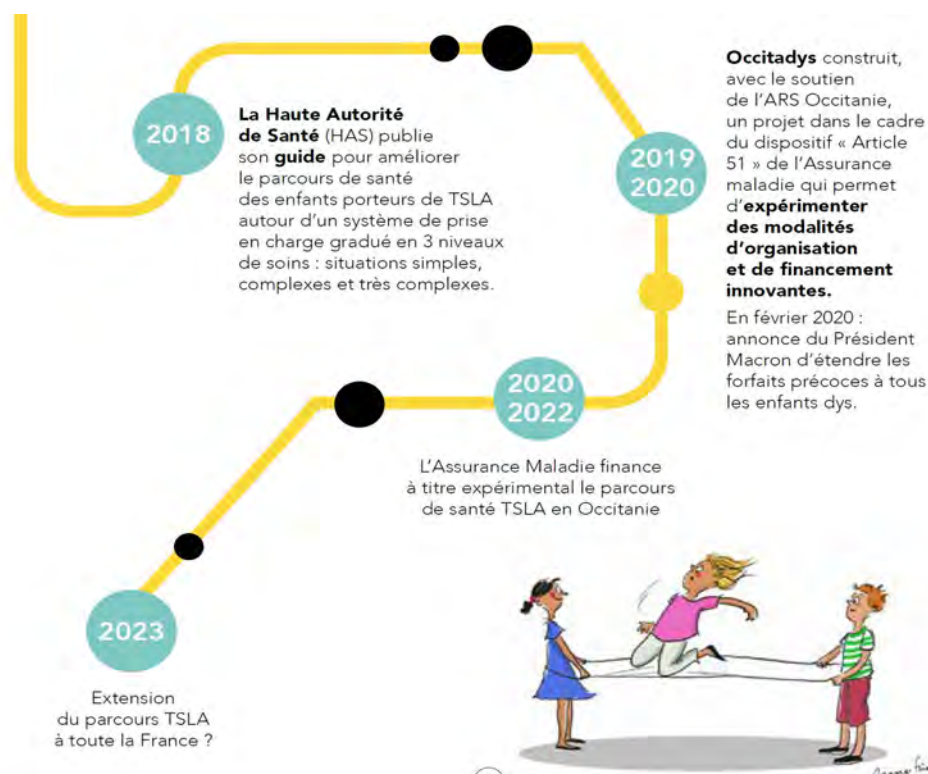 2018
La Haute Autorité
de Santé (HAS) publie
son guide pour améliorer
le parcours de santé
des enfants porteurs de TSLA
autour d’un système de prise
en charge gradué en 3 niveaux
de soins : situations simples,
complexes et très complexes.
2019
2020
Occitadys construit,
avec le soutien
de l’ARS Occitanie,
un projet dans le cadre
du dispositif « Article
51 » de l’Assurance
maladie qui permet
d’expérimenter
des modalités
d’organisation
et de financement
innovantes.
En février 2020 :
annonce du Président
Macron d’étendre les
forfaits précoces à tous
les enfants dys.
2020
2022
L’Assurance Maladie finance
à titre expérimental le parcours
de santé TSLA en Occitanie
2023
Extension
du parcours TSLA
à toute la France ?